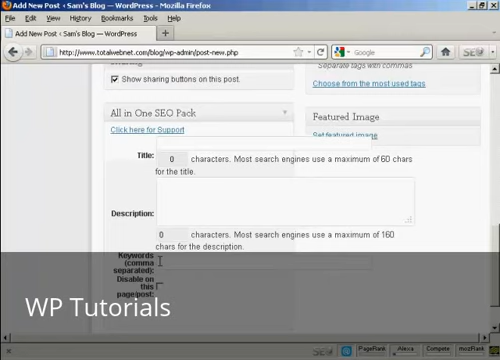 Add New Post ‹ Sam's Blog — WordPress - Mozilla Firefox
File Edit View History Bookmarks Tools Help
Add New Post ‹ Sam's Blog — WordPress +
http://www.totalwebnet.com/blog/wp-admin/post-new.php
Google
SEO
Separate tags with commas
Show sharing buttons on this post.
Choose from the most used tags
All in One SEO Pack
Featured Image
Click here for Support
Set featured image
Title:
0 characters. Most search engines use a maximum of 60 chars
for the title.
Description:
0 characters. Most search engines use a maximum of 160
chars for the description.
Keywords
(comma
separated):
Disable on
this
page/post:
WP Tutorials
SEO PageRank Alexa Compete mozRank